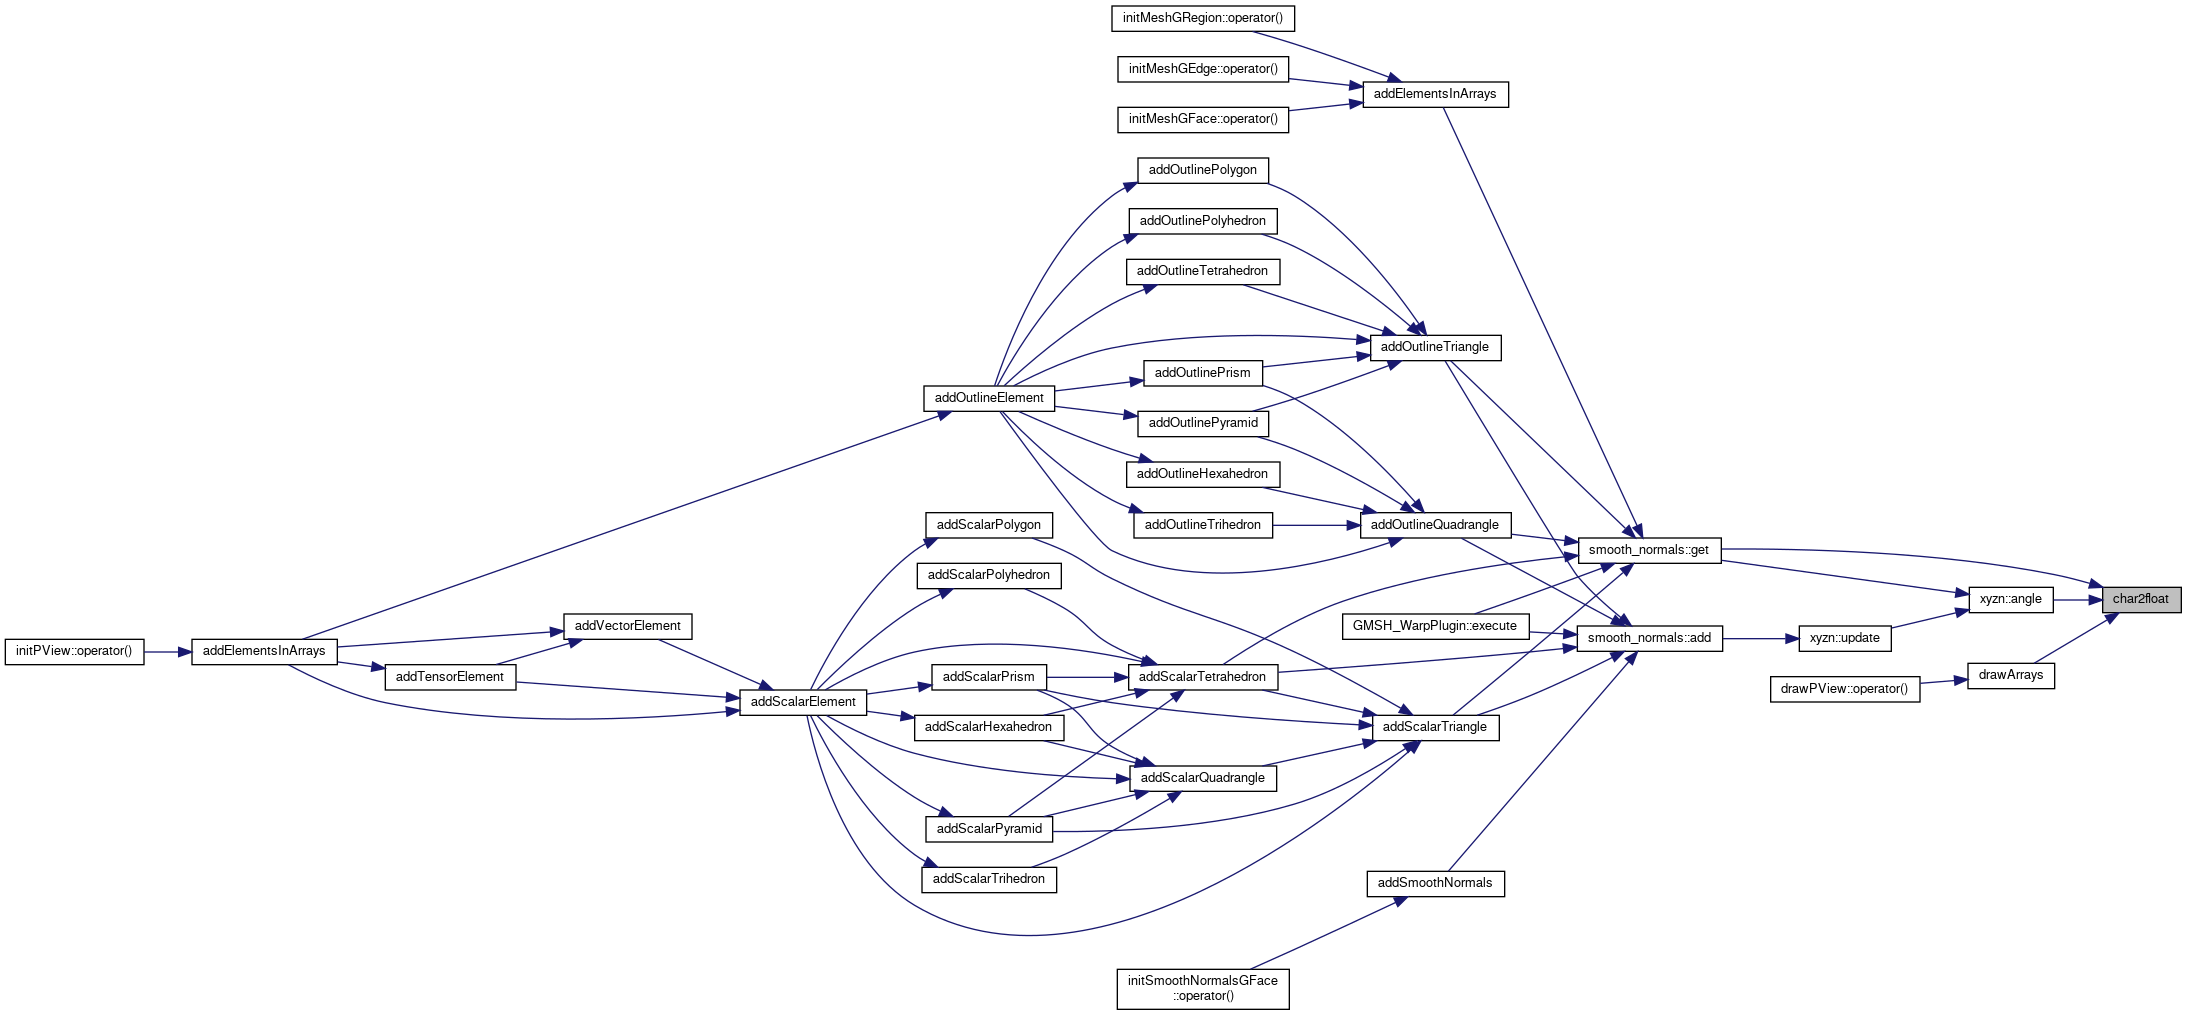 initMeshGRegion::operator()
initMeshGEdge::operator()
addElementsInArrays
initMeshGFace::operator()
addOutlinePolygon
addOutlinePolyhedron
addOutlineTetrahedron
addOutlineTriangle
addOutlinePrism
addOutlineElement
addOutlinePyramid
addOutlineHexahedron
addScalarPolygon
addOutlineTrihedron
addOutlineQuadrangle
smooth_normals::get
addScalarPolyhedron
xyzn::angle
char2float
addVectorElement
GMSH_WarpPlugin::execute
initPView::operator()
addElementsInArrays
smooth_normals::add
xyzn::update
addTensorElement
addScalarPrism
addScalarTetrahedron
drawArrays
drawPView::operator()
addScalarElement
addScalarHexahedron
addScalarTriangle
addScalarQuadrangle
addScalarPyramid
addScalarTrihedron
addSmoothNormals
initSmoothNormalsGFace
::operator()